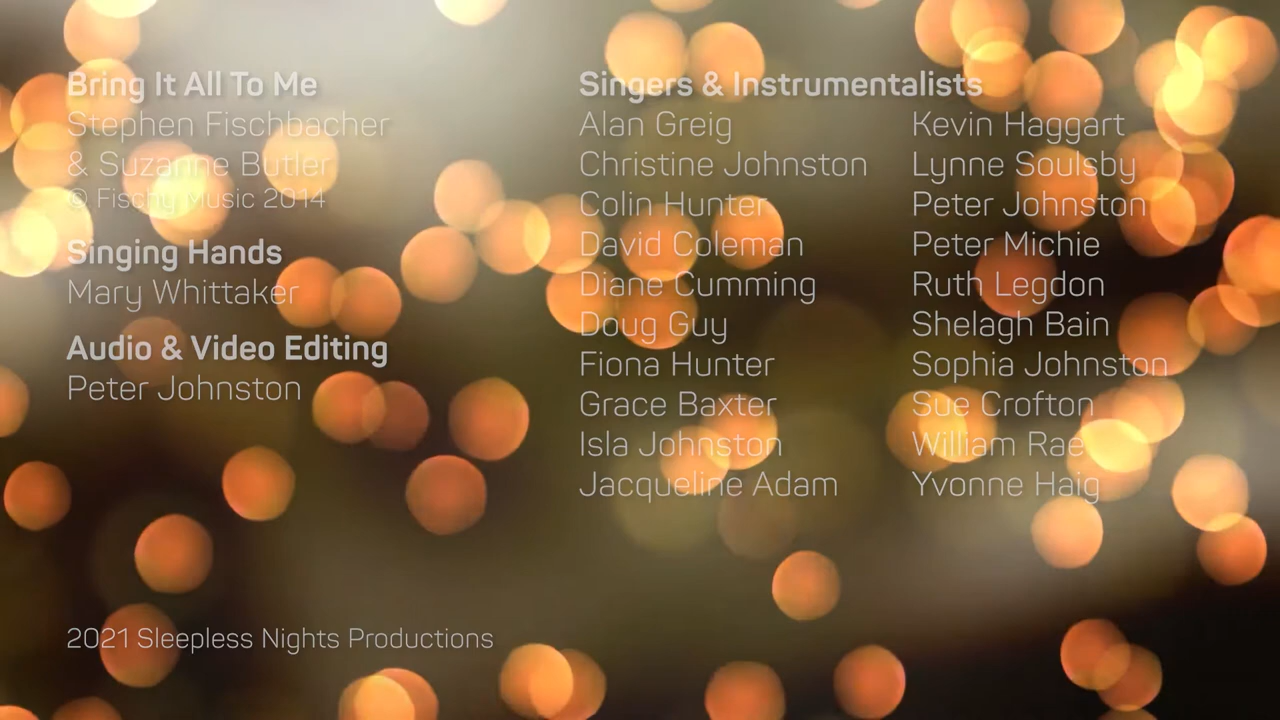 Bring It All To Me
Stephen Fischbacher
& Suzanne Butler
© Fischy Music 2014
Singing Hands
Mary Whittaker
Audio & Video Editing
Peter Johnston
Singers & Instrumentalists
Alan Greig
Christine Johnston
Colin Hunter
David Coleman
Diane Cumming
Doug Guy
Fiona Hunter
Grace Baxter
Isla Johnston
Jacqueline Adam
Kevin Haggart
Lynne Soulsby
Peter Johnston
Peter Michie
Ruth Legdon
Shelagh Bain
Sophia Johnston
Sue Crofton
William Rae
Yvonne Haig
2021 Sleepless Nights Productions